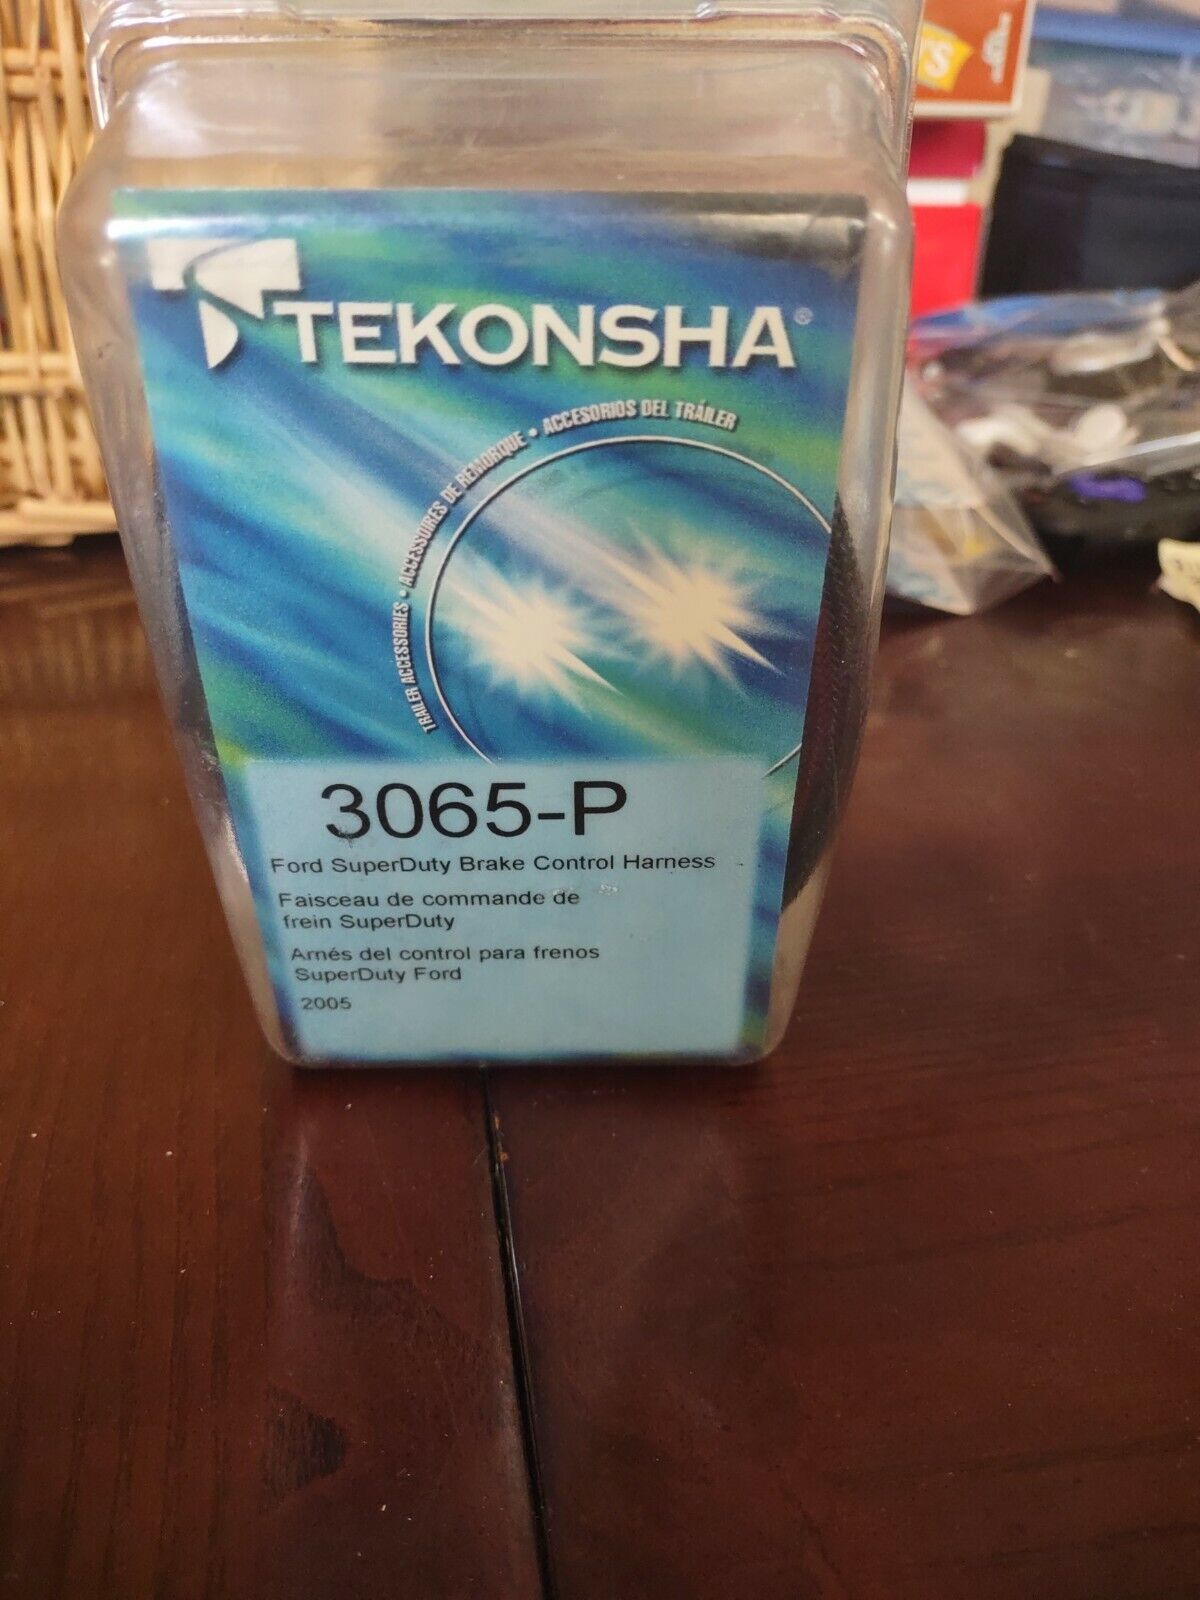 'S
TEKONSHA®
TRAILER ACCESSORIES • ACCESSOIRES DE REMORQUE • ACCESORIOS DEL TRÁILER
3065-P
Ford SuperDuty Brake Control Harness
Faisceau de commande de
frein SuperDuty
Arnés del control para frenos
SuperDuty Ford
2005